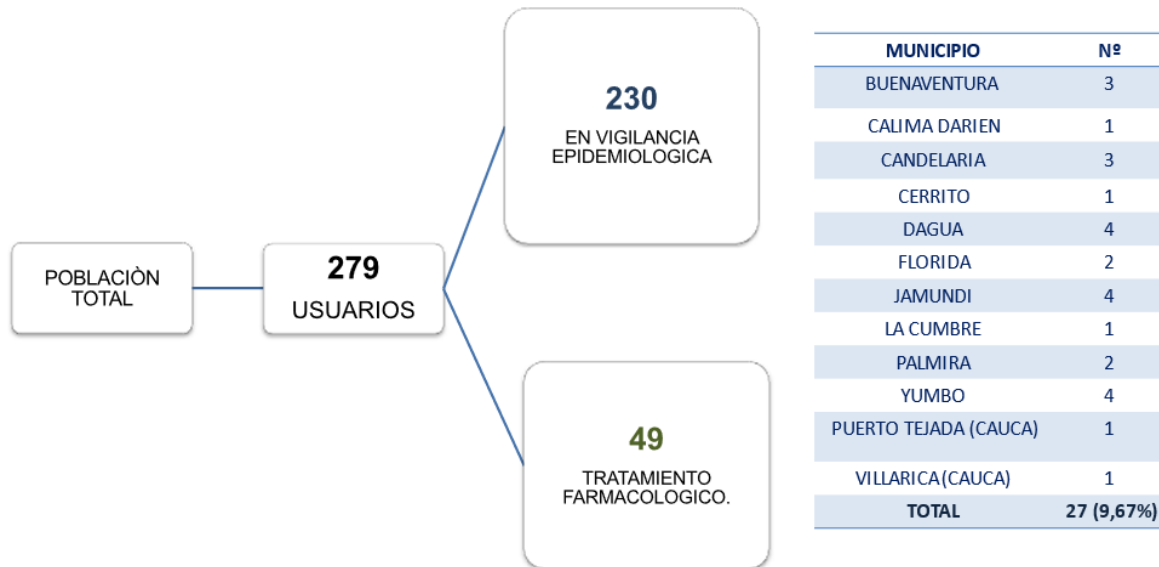 POBLACIÒN
TOTAL
279
USUARIOS
230
EN VIGILANCIA
EPIDEMIOLOGICA
49
TRATAMIENTO
FARMACOLOGICO.
MUNICIPIO Nº
BUENAVENTURA 3
CALIMA DARIEN 1
CANDELARIA 3
CERRITO 1
DAGUA 4
FLORIDA 2
JAMUNDI 4
LA CUMBRE 1
PALMIRA 2
YUMBO 4
PUERTO TEJADA (CAUCA) 1
VILLARICA (CAUCA) 1
TOTAL 27 (9,67%)